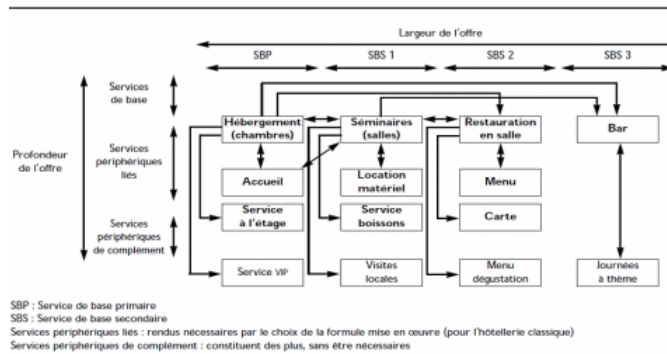 Largeur de l'offre
SBP SBS 1 SBS 2 SBS 3
Services
de base
Hébergement
(chambres)
Séminaires
(salles)
Restauration
en salle
Bar
Profondeur
de l'offre
Services
périphériques
liés
Accueil
Location
matériel
Menu
Service
à l'étage
Service
boissons
Carte
Services
périphériques
de complément
Service VIP
Visites
locales
Menu
dégustation
Journées
à thème
SBP : Service de base primaire
SBS : Service de base secondaire
Services périphériques liés : rendus nécessaires par le choix de la formule mise en œuvre (pour l'hôtellerie classique)
Services périphériques de complément : constituent des plus, sans être nécessaires